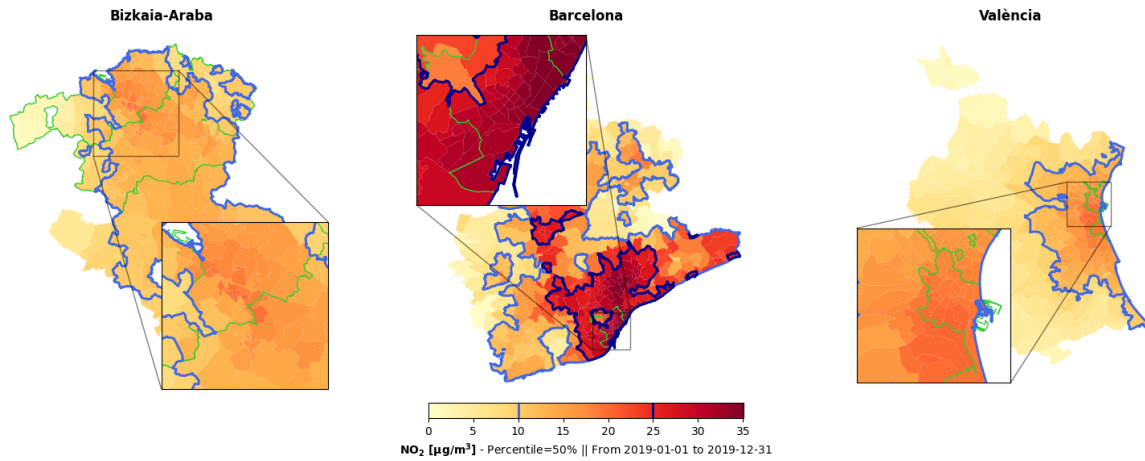 Bizkaia-Araba
Barcelona
València
0 5 10 15 20 25 30 35
NO₂ [μg/m³] - Percentile=50% || From 2019-01-01 to 2019-12-31